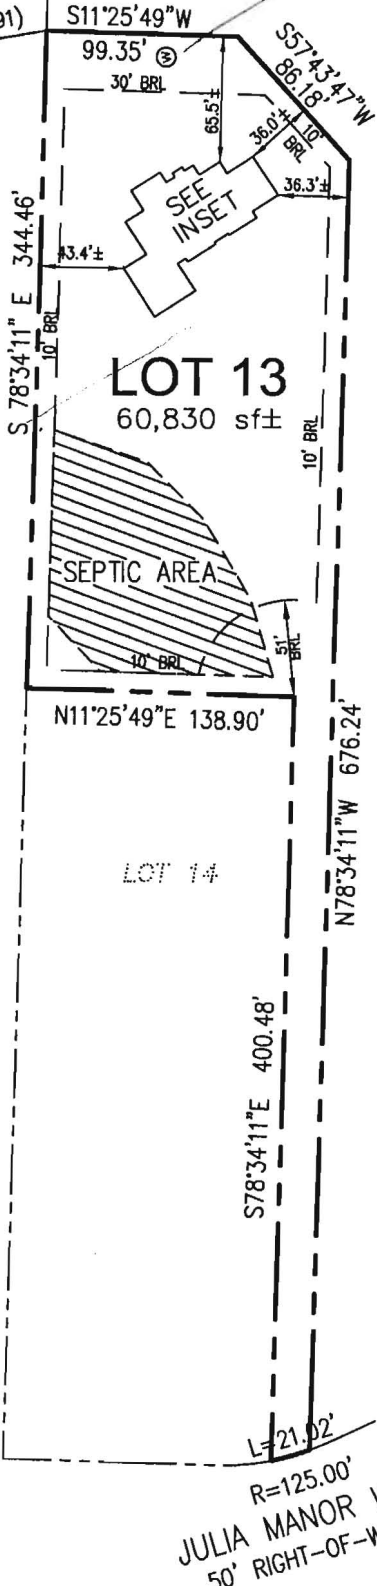 91)
S11°25'49"W
99.35' W
30' BRL
S57°43'47"W
86.18'
65.5'±
36.0'±
10'
BRL
SEE
INSET
36.3'±
43.4'±
S 78°34'11" E 344.46'
10' BRL
LOT 13
60,830 sf±
10' BRL
SEPTIC AREA
51'
BRL
10' BRL
N11°25'49"E 138.90'
N78°34'11"W 676.24'
LOT 14
S78°34'11"E 400.48'
L=21.02'
R=125.00'
JULIA MANOR
50' RIGHT-OF-W